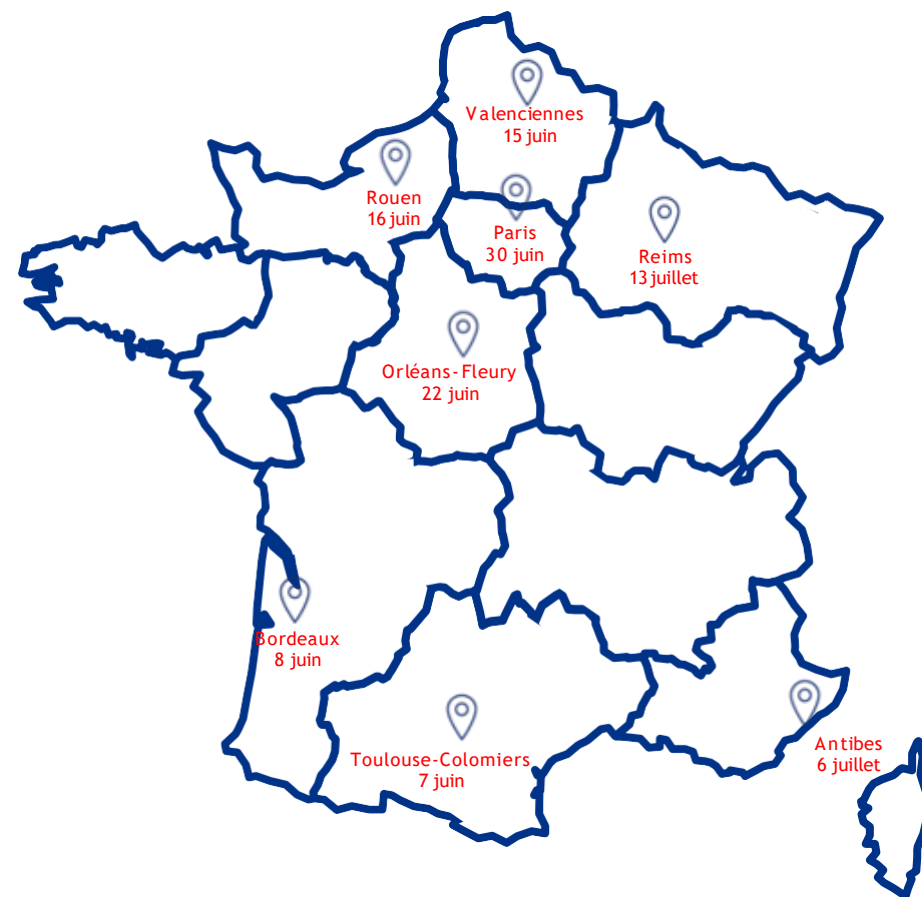 Valenciennes
15 juin
Rouen
16 juin
Paris
30 juin
Reims
13 juillet
Orléans-Fleury
22 juin
Bordeaux
8 juin
Toulouse-Colomiers
7 juin
Antibes
6 juillet